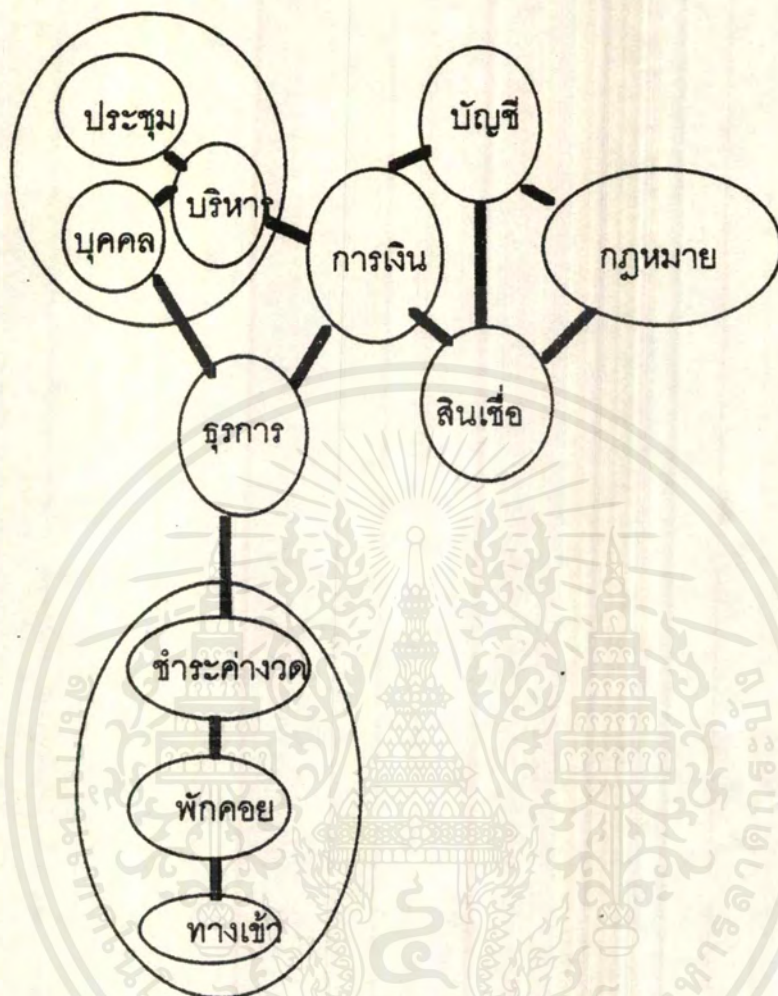 ประชุม
บัญชี
บริหาร
บุคคล
การเงิน
กฎหมาย
สินเชื่อ
ธุรการ
ชำระค่างวด
พักคอย
ทางเข้า